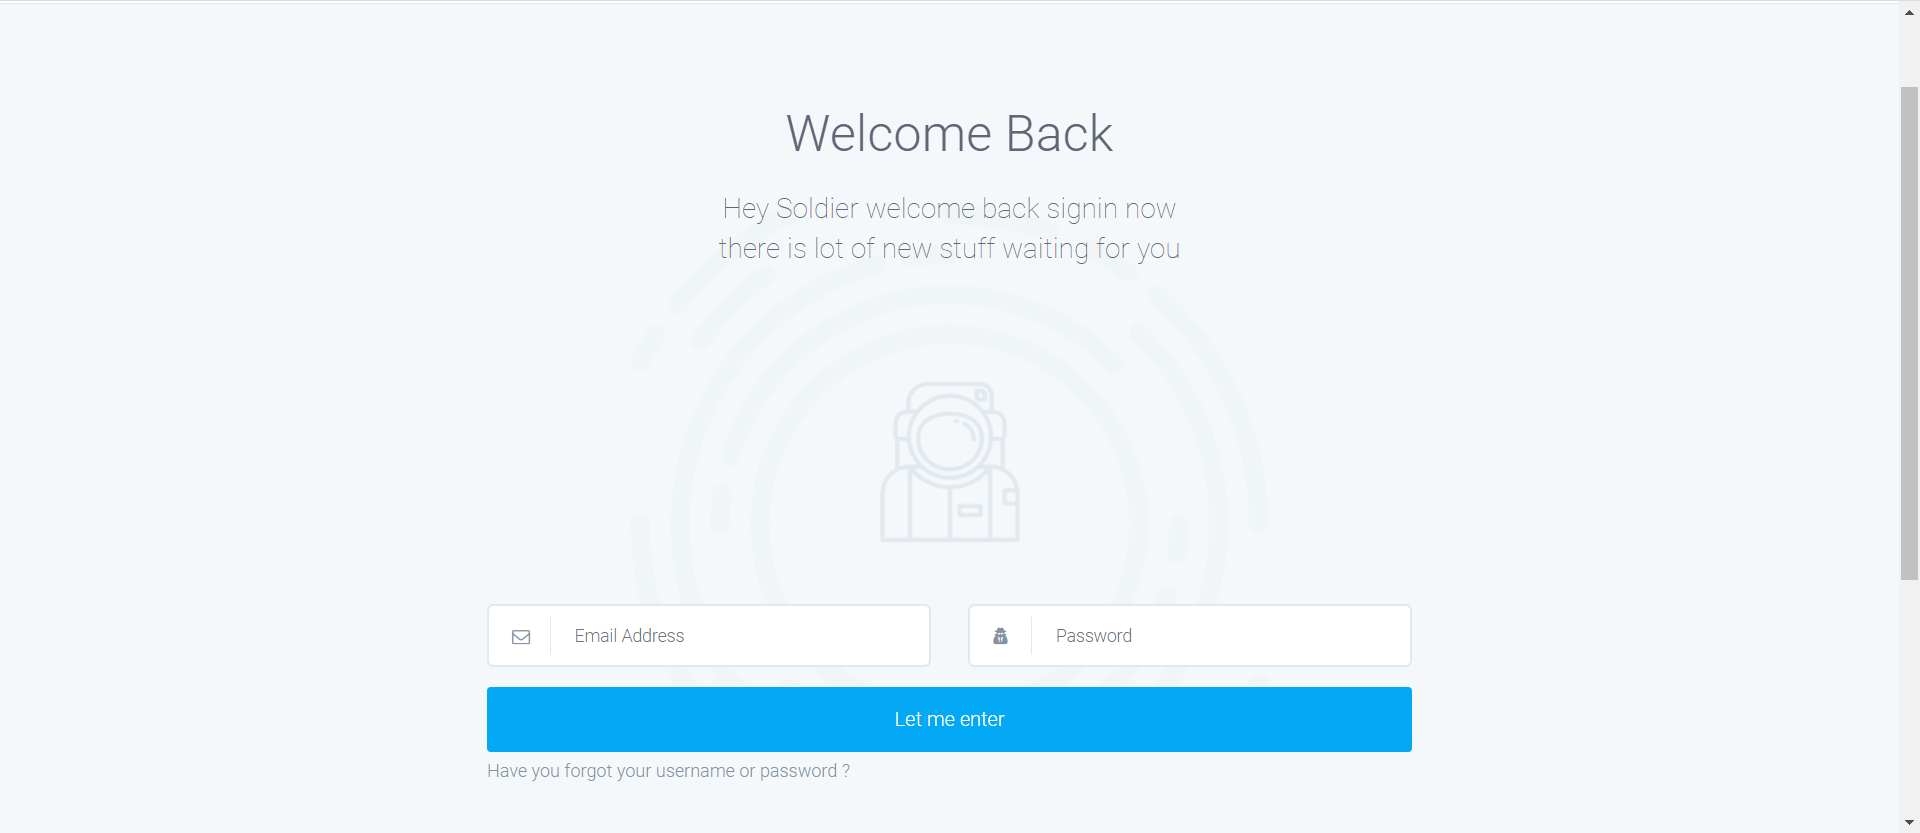 Welcome Back
Hey Soldier welcome back signin now
there is lot of new stuff waiting for you
Email Address
Password
Let me enter
Have you forgot your username or password ?